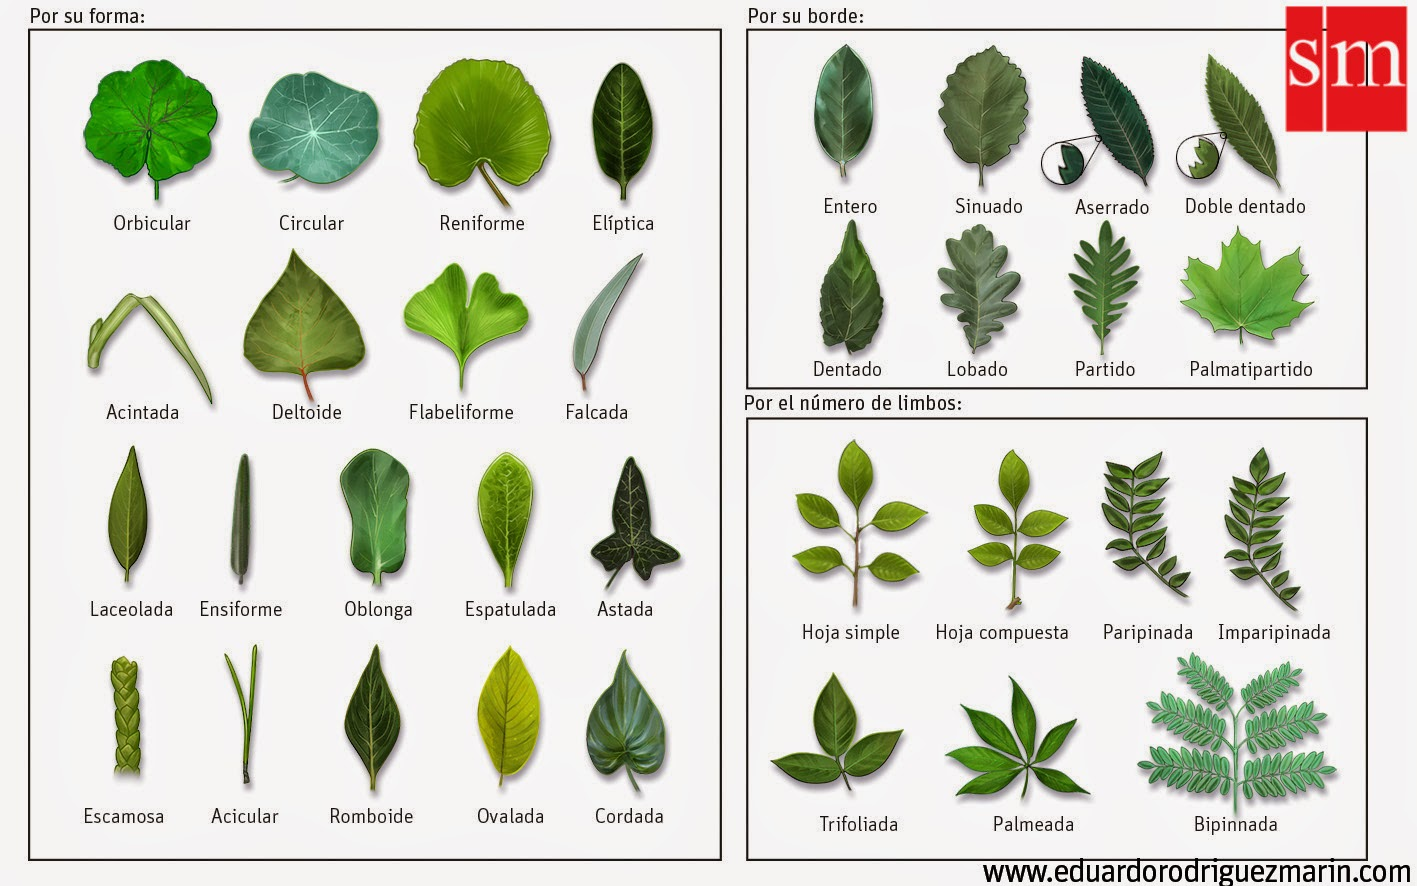 Por su forma:
Orbicular
Circular
Reniforme
Elíptica
Acintada
Deltoide
Flabeliforme
Falcada
Laceolada
Ensiforme
Oblonga
Espatulada
Astada
Escamosa
Acicular
Romboide
Ovalada
Cordada
Por su borde:
sm
Entero
Sinuado
Aserrado
Doble dentado
Dentado
Lobado
Partido
Palmatipartido
Por el número de limbos:
Hoja simple
Hoja compuesta
Paripinada
Imparipinada
Trifoliada
Palmeada
Bipinnada
www.eduardorodriguezmarin.com